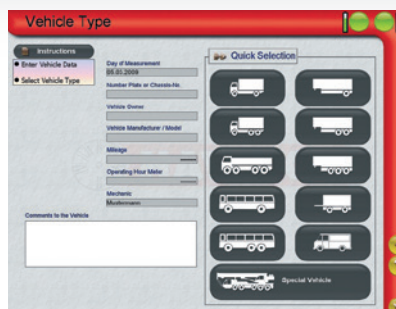 Vehicle Type
Instructions
• Enter Vehicle Data
• Select Vehicle Type
Day of Measurement
05.01.2009
Number Plate or Chassis-No.
Vehicle Owner
Vehicle Manufacturer / Model
Mileage
Operating Hour Meter
Mechanic
Mustermann
Comments to the Vehicle
Quick Selection
Special Vehicle